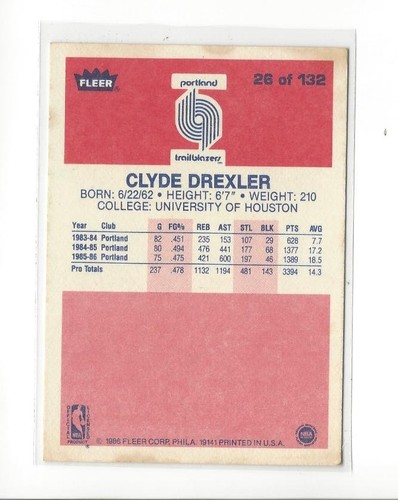 FLEER
portland
26 of 132
trailblazers
CLYDE DREXLER
BORN: 6/22/62 • HEIGHT: 6'7" • WEIGHT: 210
COLLEGE: UNIVERSITY OF HOUSTON
Year Club G FG% REB AST STL BLK PTS AVG
1983-84 Portland 82 .451 235 153 107 29 628 7.7
1984-85 Portland 80 .494 476 441 177 68 1377 17.2
1985-86 Portland 75 .475 421 600 197 46 1389 18.5
Pro Totals 237 .478 1132 1194 481 143 3394 14.3
© 1986 FLEER CORP. PHILA. 19141 PRINTED IN U.S.A.